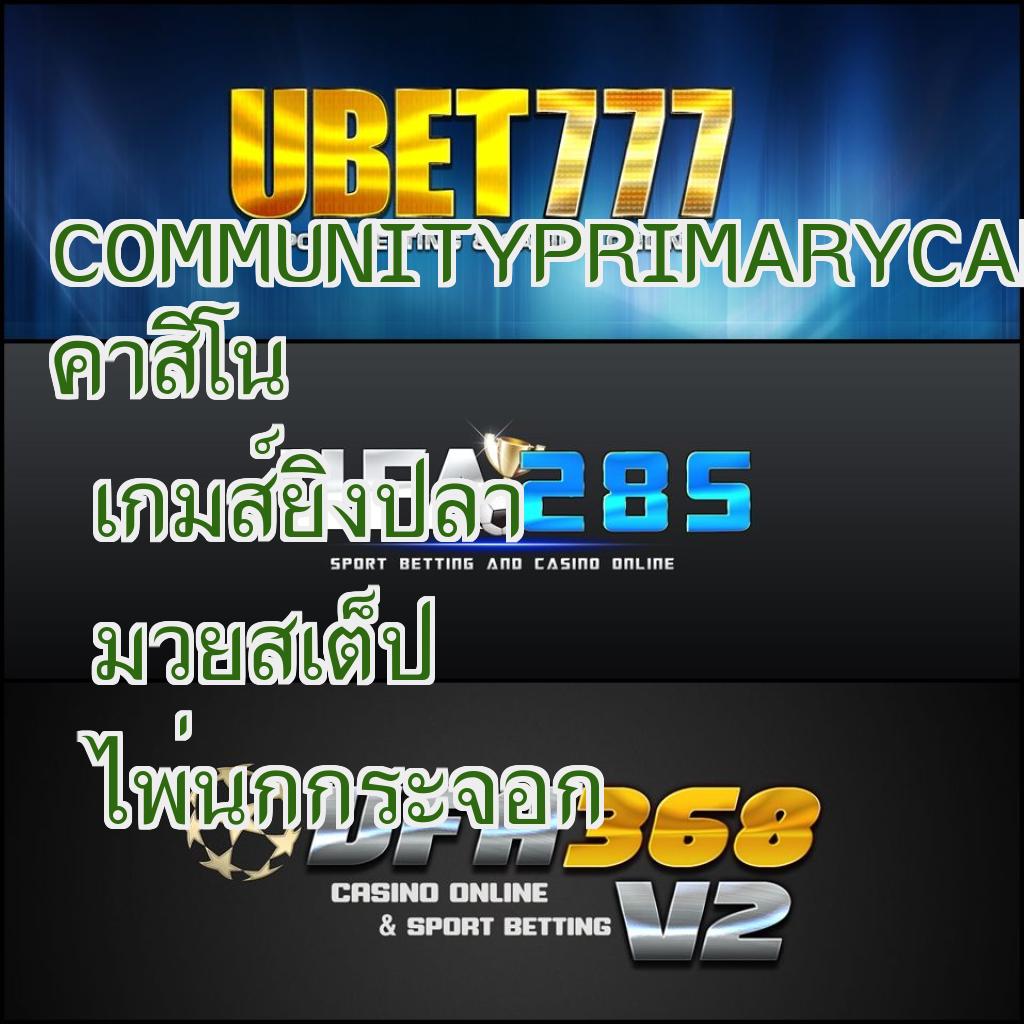 UBET777
COMMUNITYPRIMARYCA
คาสิโน
เกมส์ยิงปลา
285
SPORT BETTING AND CASINO ONLINE
มวยสเต็ป
ไพ่นกกระจอก
UFA368
CASINO ONLINE
V2
& SPORT BETTING